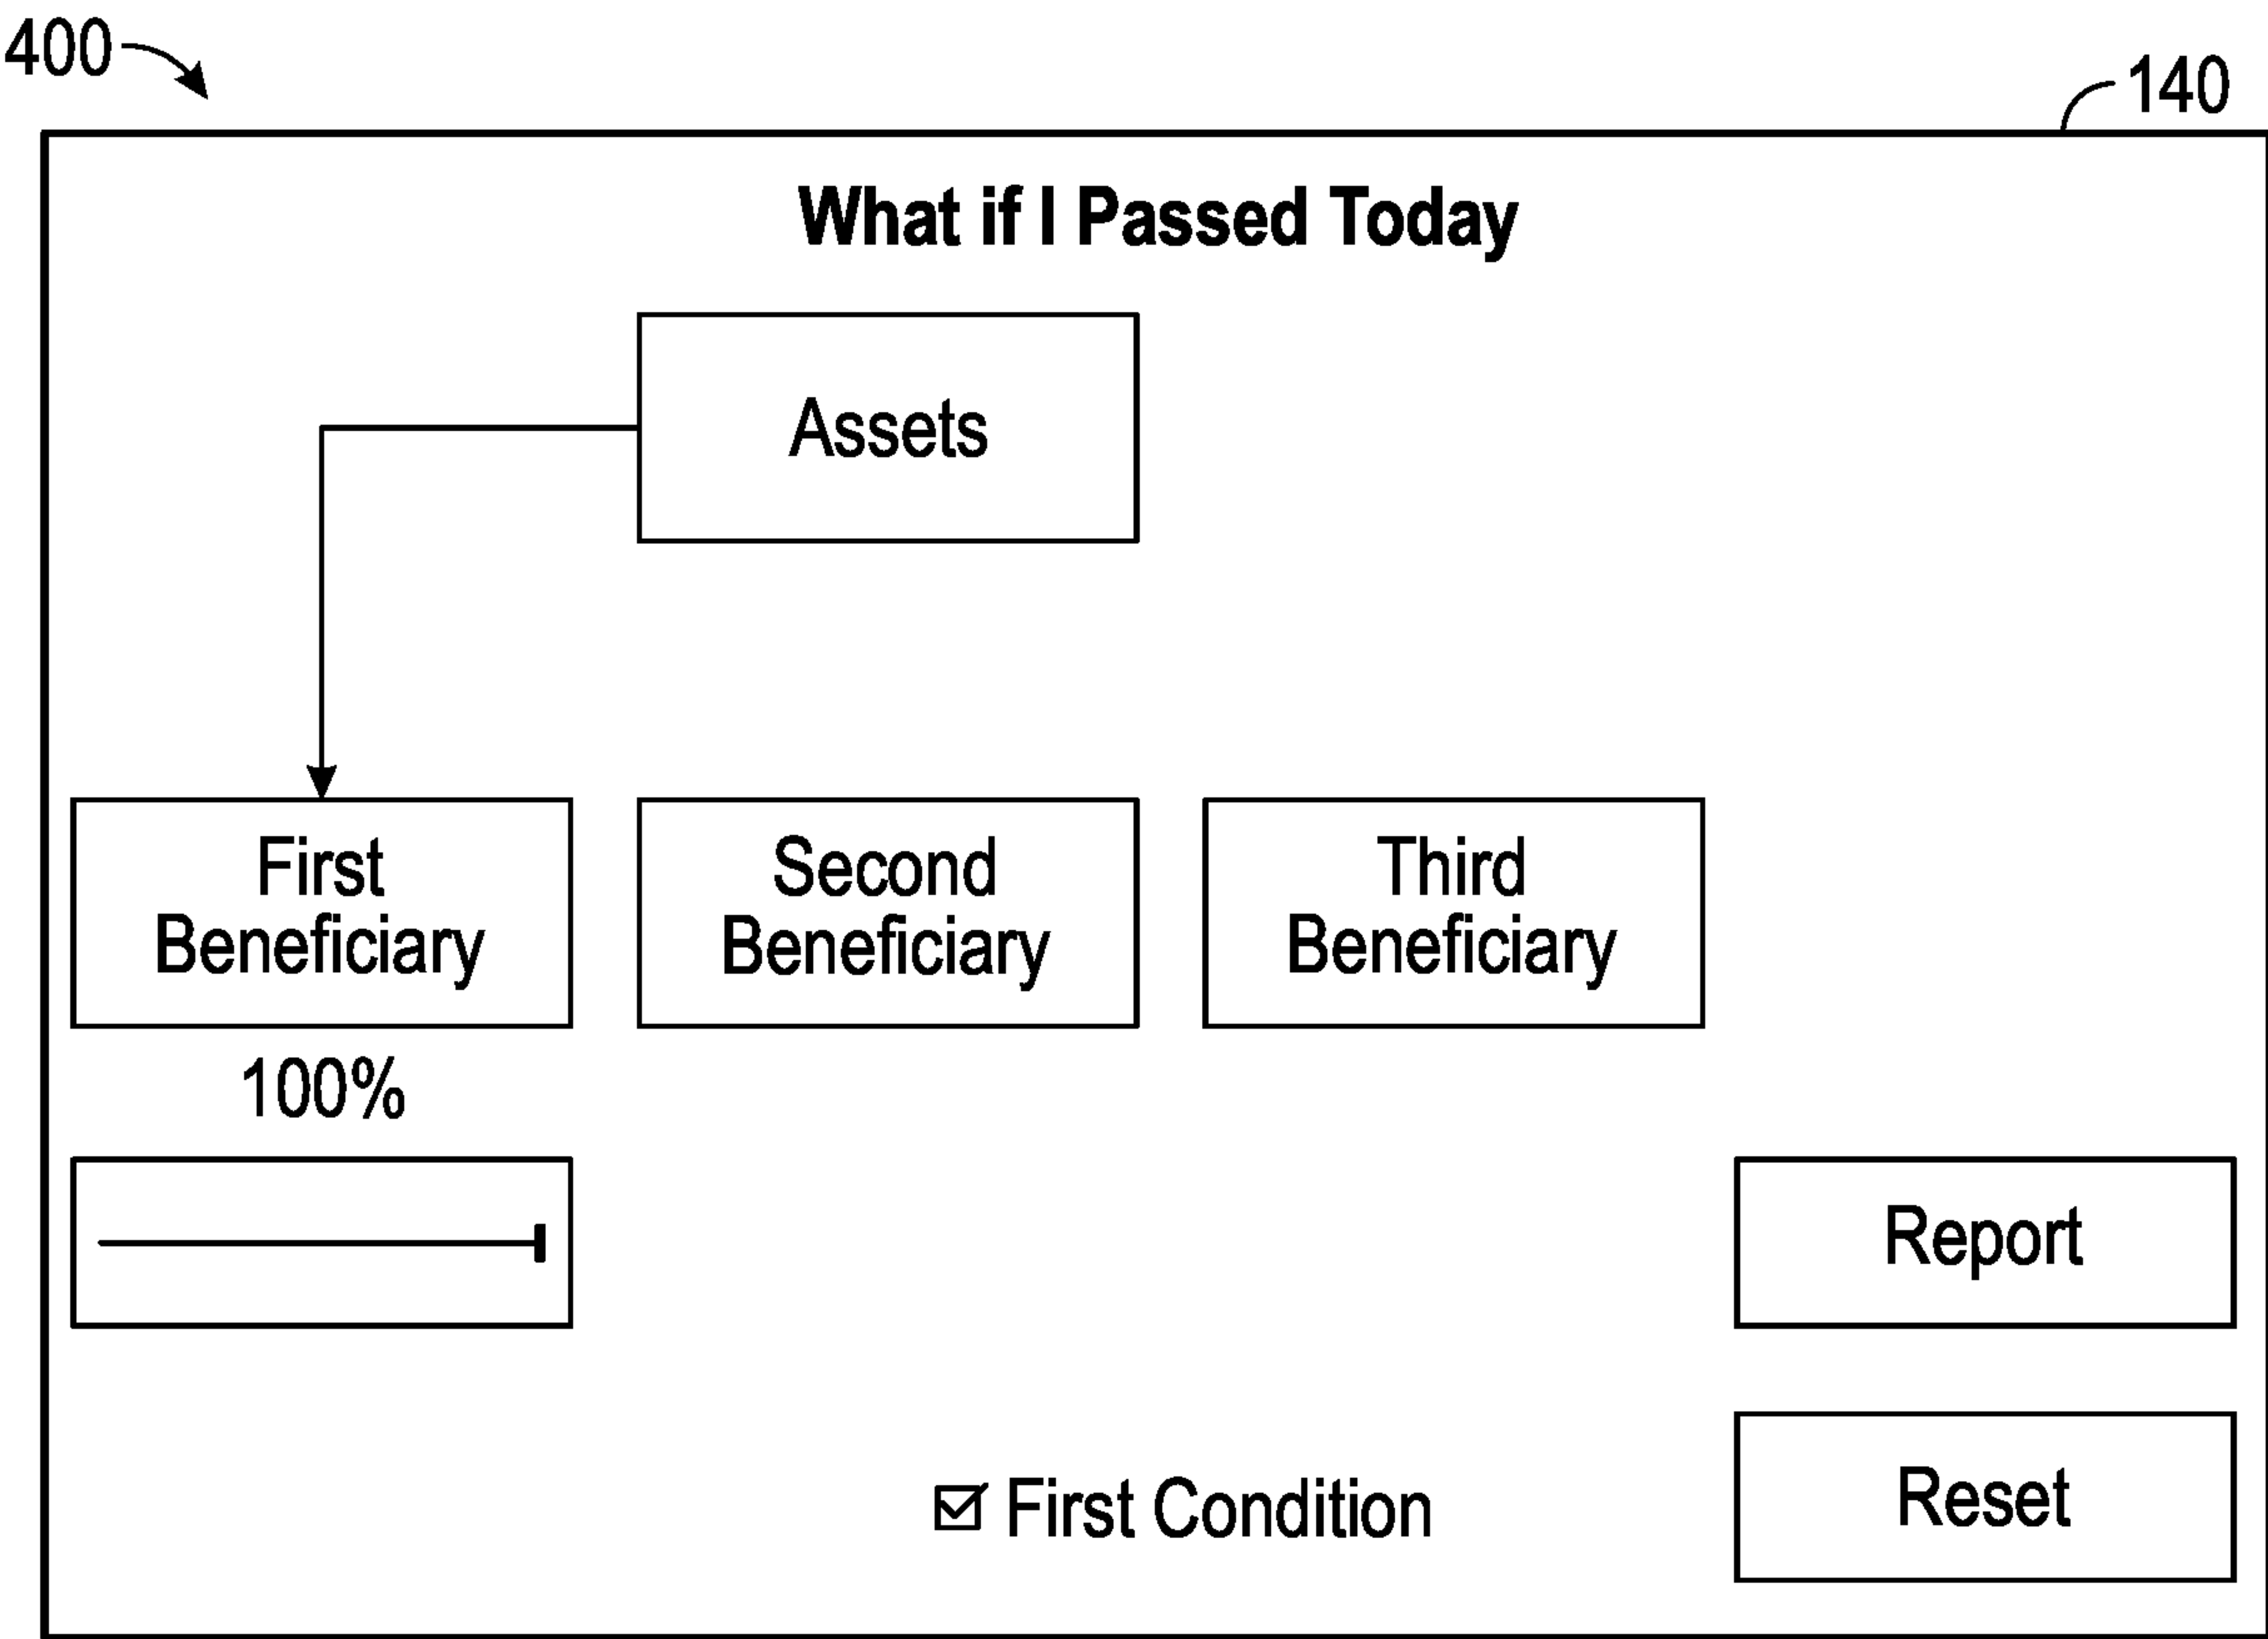 400
140
What if I Passed Today
Assets
First
Beneficiary
Second
Beneficiary
Third
Beneficiary
100%
Report
Reset
First Condition